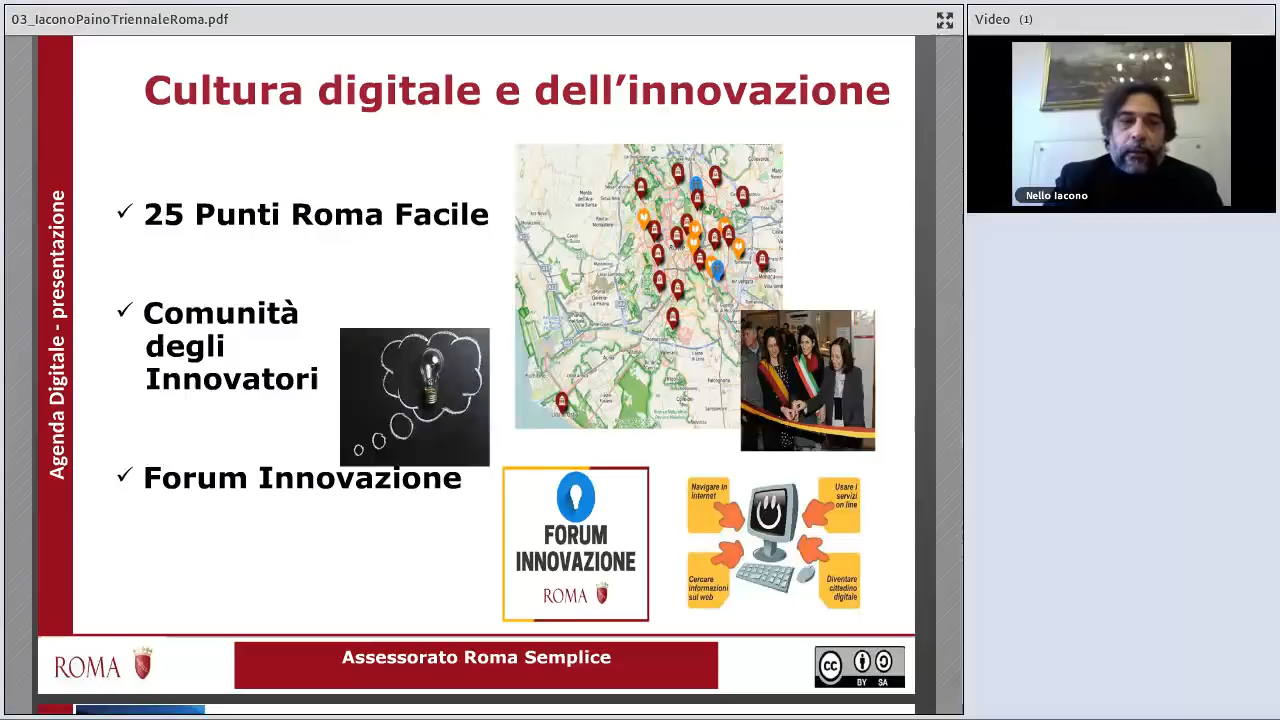 03_IaconoPainoTriennaleRoma.pdf
Video (1)
Nello Iacono
Agenda Digitale - presentazione
Cultura digitale e dell’innovazione
25 Punti Roma Facile
Comunità
degli
Innovatori
Forum Innovazione
FORUM
INNOVAZIONE
ROMA
Navigare in
internet
Usare i
servizi
on line
Cercare
informazioni
sul web
Diventare
cittadino
digitale
ROMA
Assessorato Roma Semplice
CC
BY SA